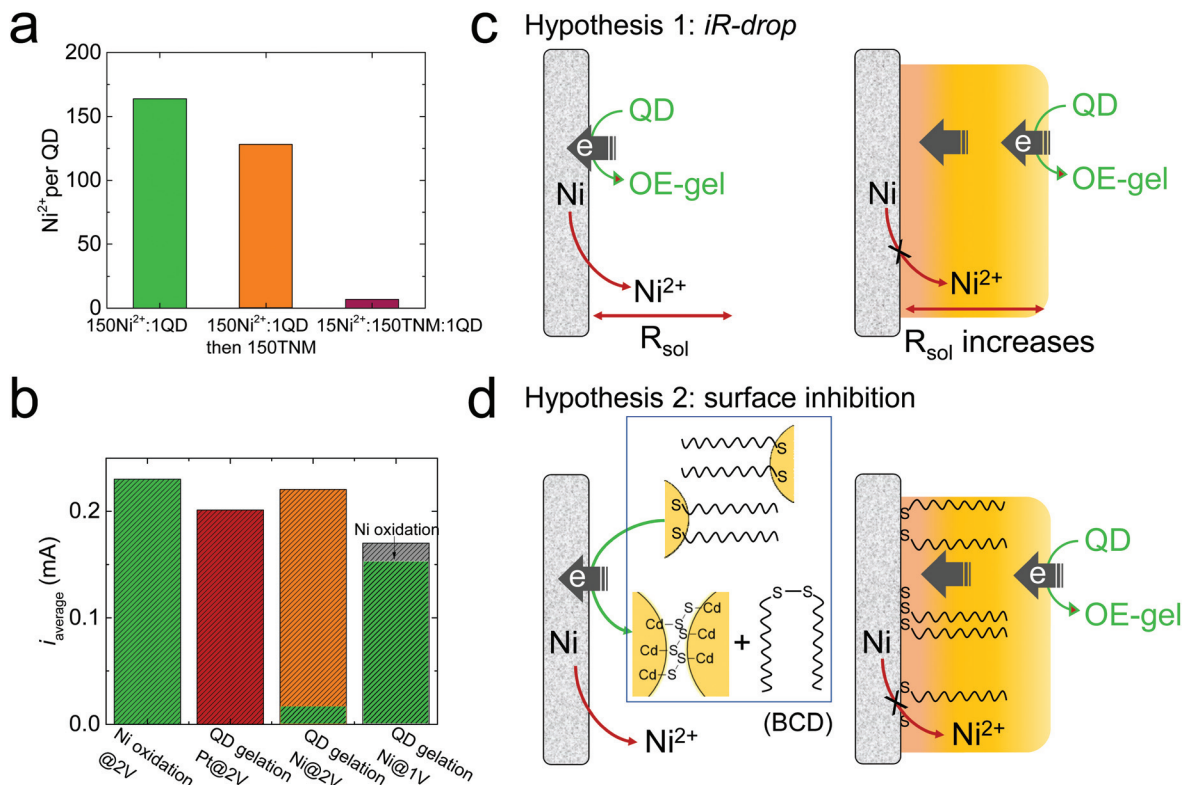 a
Ni²⁺per QD
200
150
100
50
0
150Ni²⁺:1QD
150Ni²⁺:1QD
then 150TNM
15Ni²⁺:150TNM:1QD
b
i_average (mA)
0.2
0.1
0.0
Ni oxidation
Ni oxidation
@2V
QD gelation
Pt@2V
QD gelation
Ni@2V
QD gelation
Ni@1V
c Hypothesis 1: iR-drop
QD
e
OE-gel
Ni
Ni²⁺
R_sol
QD
e
OE-gel
Ni
Ni²⁺
R_sol increases
d Hypothesis 2: surface inhibition
S
S
S
S
e
Ni
Cd
Cd
Cd
Cd
Cd
Cd
S
S
S
S
S
S
+
S S
(BCD)
Ni²⁺
S
S
S
S
S
S
S
QD
e
OE-gel
Ni
Ni²⁺